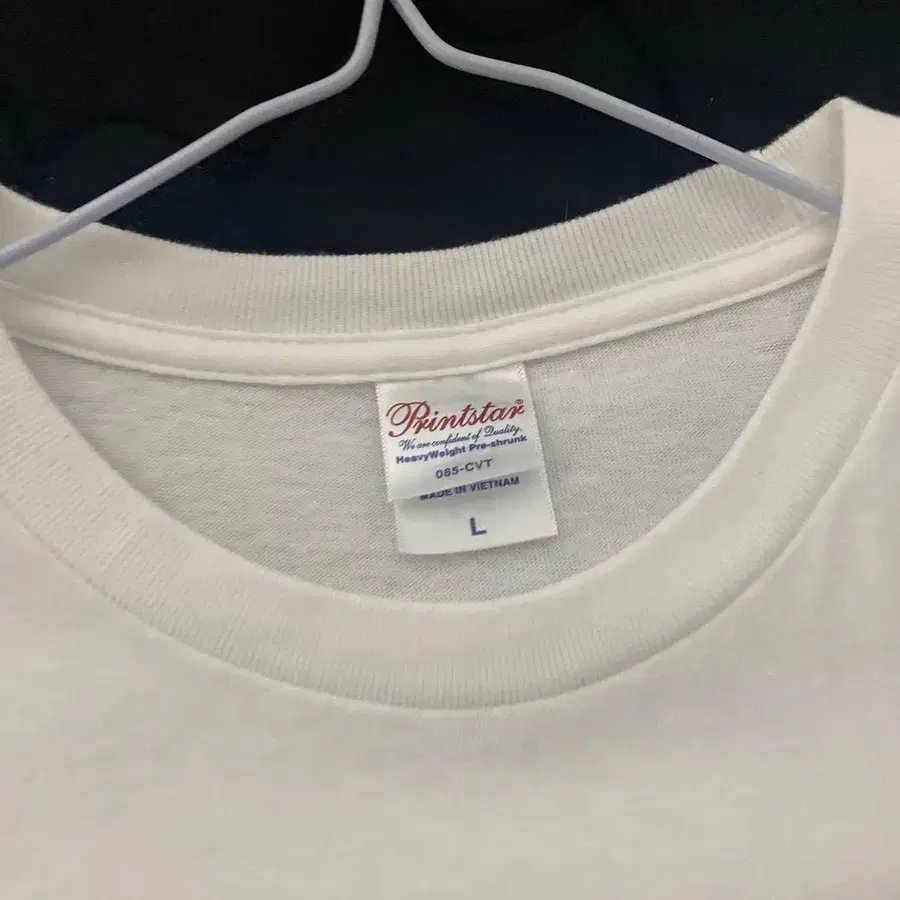 Printstar®
We are confident of Quality.
HeavyWeight Pre-shrunk
085-CVT
MADE IN VIETNAM
L